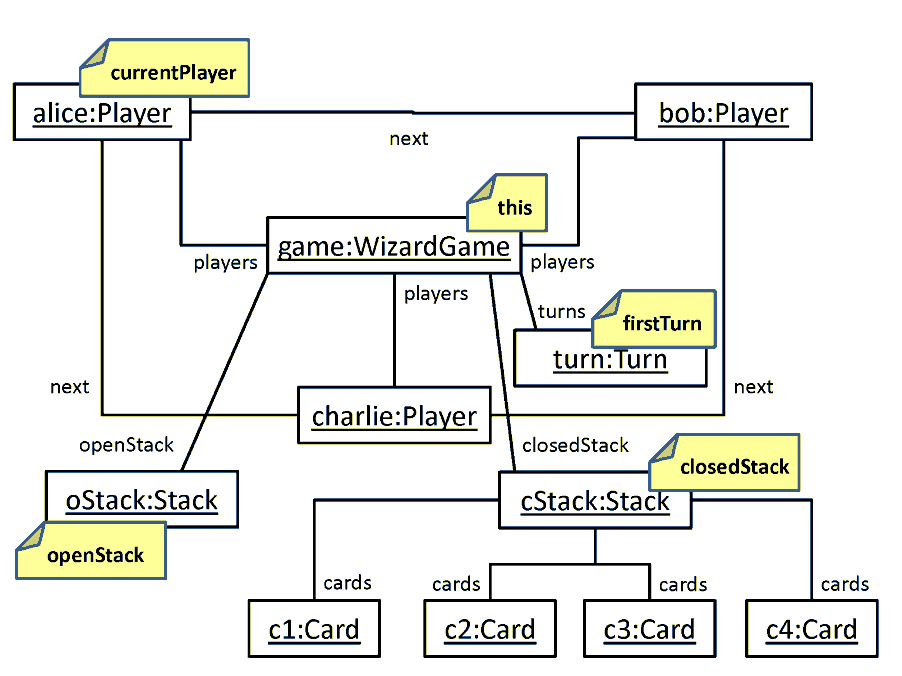 currentPlayer
alice:Player
bob:Player
next
this
game:WizardGame
players
players
players
turns
firstTurn
turn:Turn
next
next
charlie:Player
openStack
closedStack
closedStack
oStack:Stack
cStack:Stack
openStack
cards
cards
cards
cards
c1:Card
c2:Card
c3:Card
c4:Card